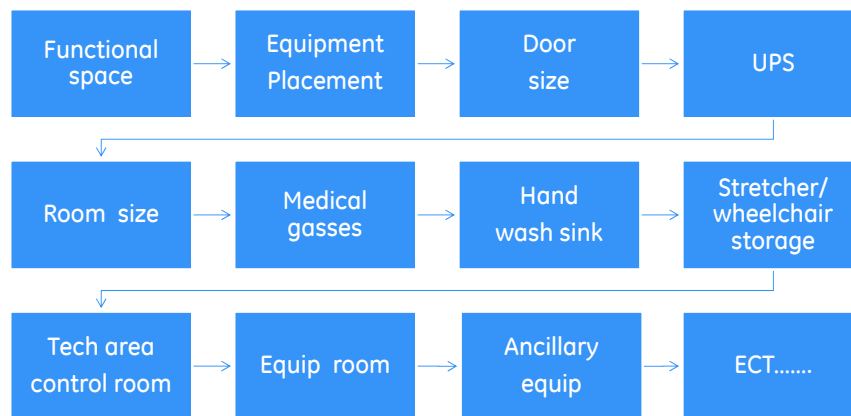 Functional
space
Equipment
Placement
Door
size
UPS
Room size
Medical
gasses
Hand
wash sink
Stretcher/
wheelchair
storage
Tech area
control room
Equip room
Ancillary
equip
ECT.......